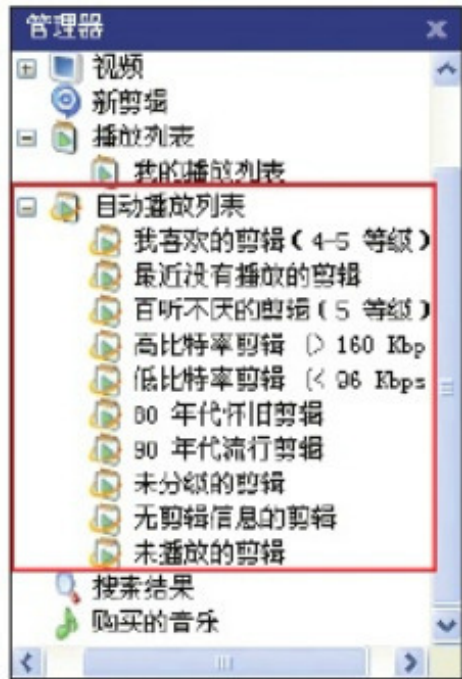 管理器
视频
新剪辑
播放列表
我的播放列表
自动播放列表
我喜欢的剪辑(4-5 等级)
最近没有播放的剪辑
百听不厌的剪辑(5 等级)
高比特率剪辑 (> 160 Kbp
低比特率剪辑 (< 96 Kbps
80 年代怀旧剪辑
90 年代流行剪辑
未分级的剪辑
无剪辑信息的剪辑
未播放的剪辑
搜索结果
购买的音乐